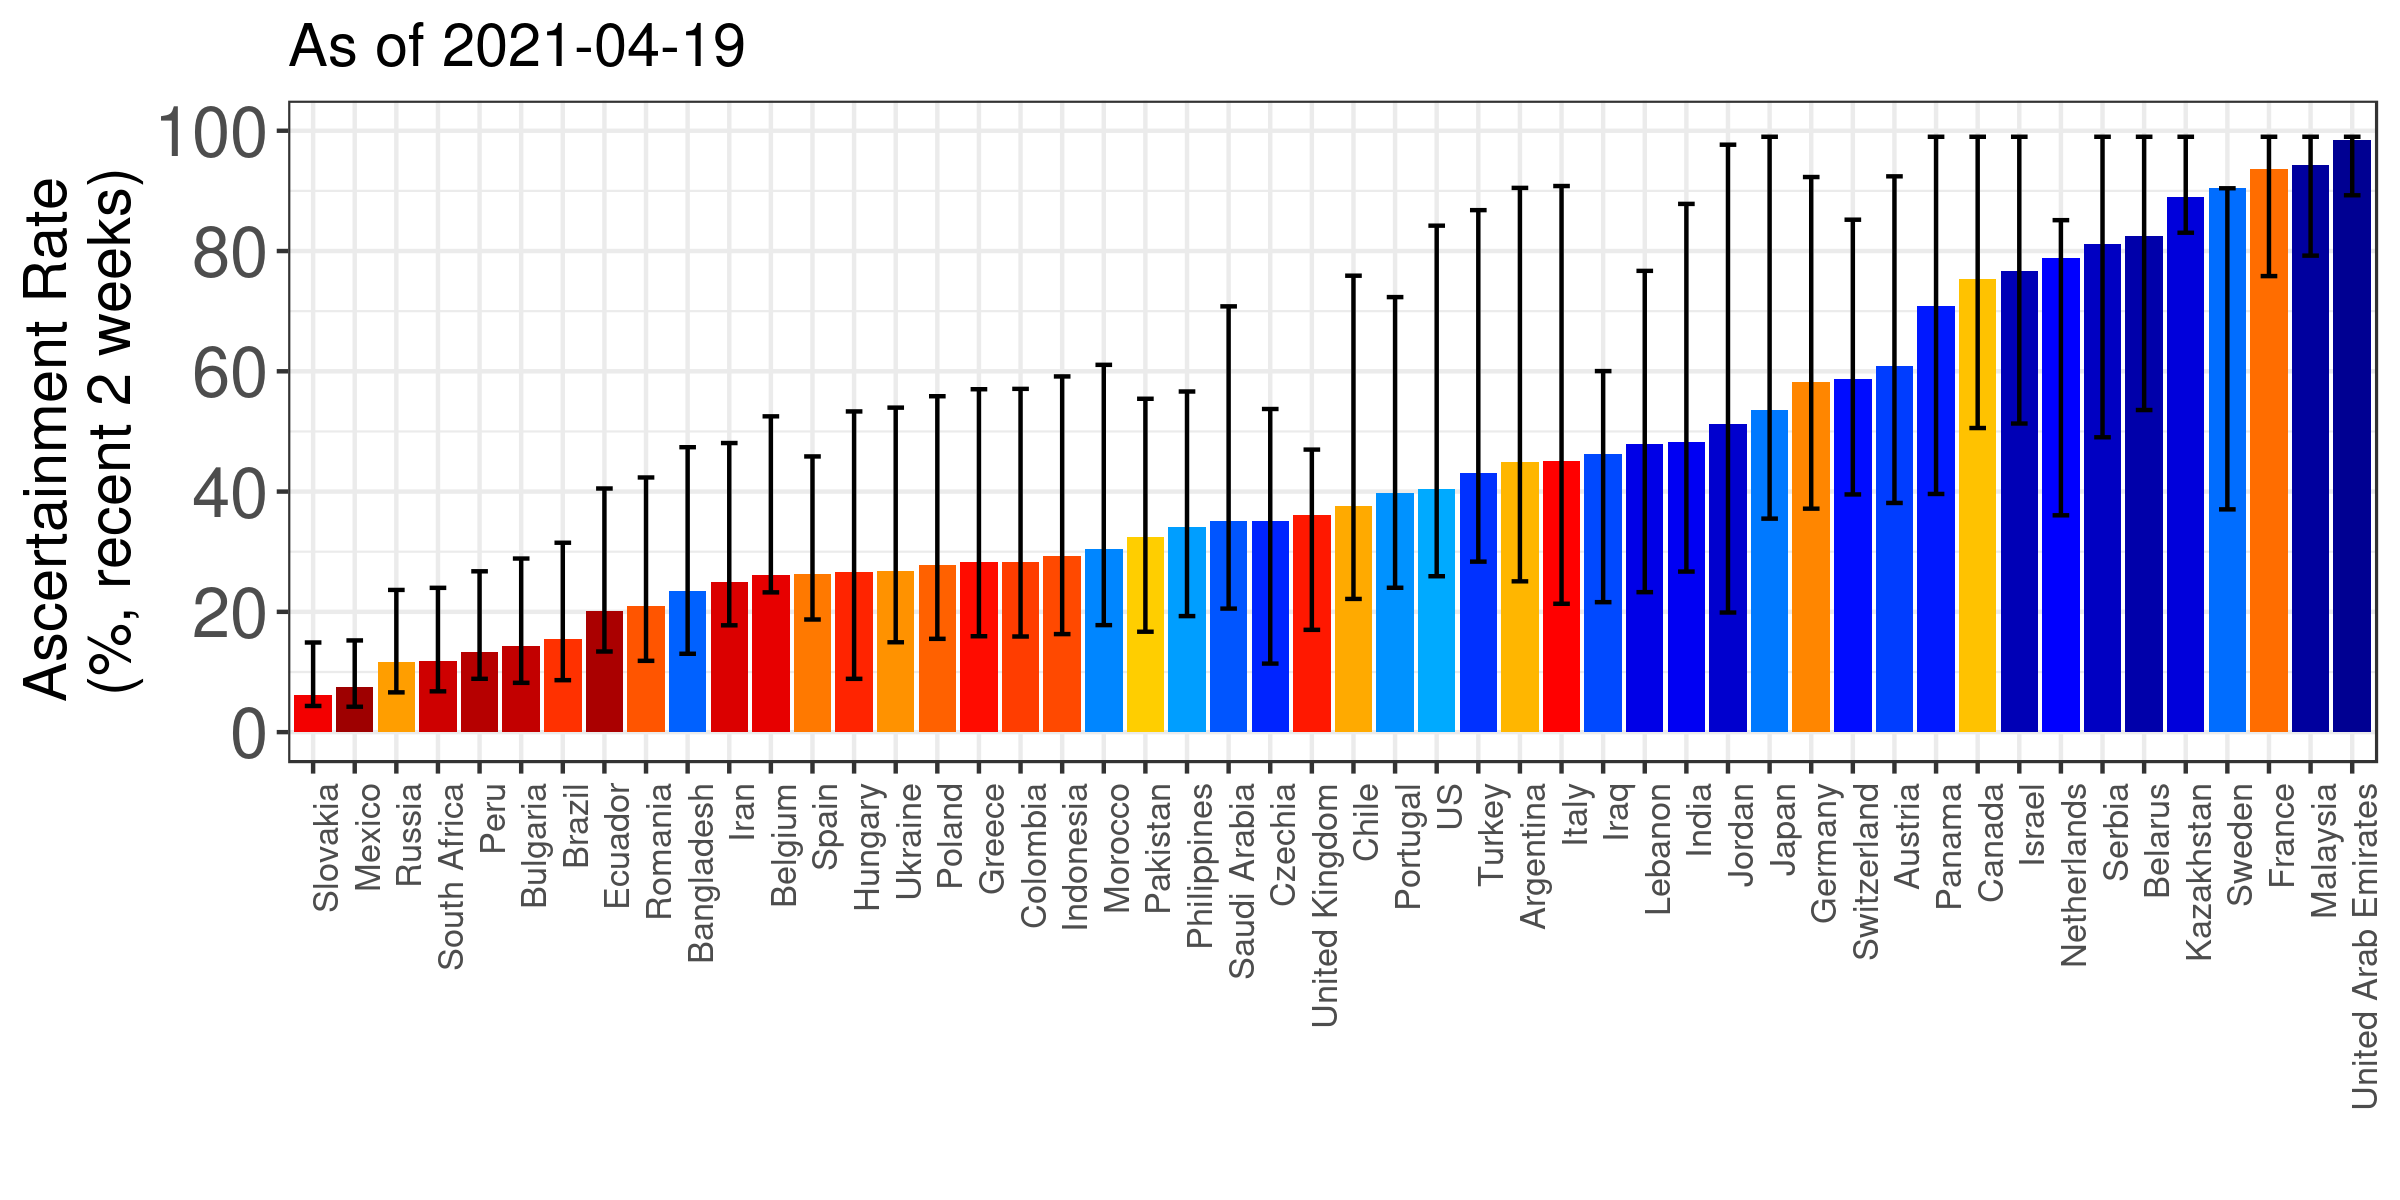 As of 2021-04-19
Ascertainment Rate
(%, recent 2 weeks)
100
80
60
40
20
0
Slovakia
Mexico
Russia
South Africa
Peru
Bulgaria
Brazil
Ecuador
Romania
Bangladesh
Iran
Belgium
Spain
Hungary
Ukraine
Poland
Greece
Colombia
Indonesia
Morocco
Pakistan
Philippines
Saudi Arabia
Czechia
United Kingdom
Chile
Portugal
US
Turkey
Argentina
Italy
Iraq
Lebanon
India
Jordan
Japan
Germany
Switzerland
Austria
Panama
Canada
Israel
Netherlands
Serbia
Belarus
Kazakhstan
Sweden
France
Malaysia
United Arab Emirates